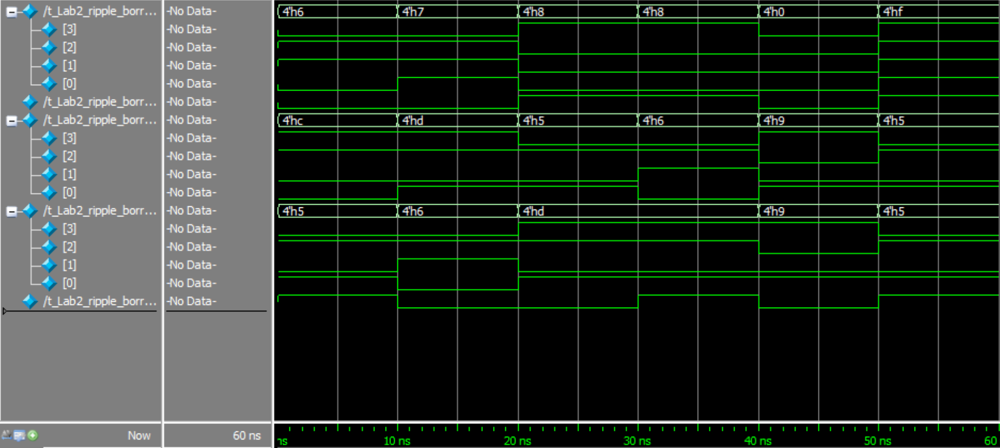 /t_Lab2_ripple_borr... -No Data- 4'h6 4'h7 4'h8 4'h8 4'h0 4'hf
[3] -No Data-
[2] -No Data-
[1] -No Data-
[0] -No Data-
/t_Lab2_ripple_borr... -No Data-
/t_Lab2_ripple_borr... -No Data- 4'hc 4'hd 4'h5 4'h6 4'h9 4'h5
[3] -No Data-
[2] -No Data-
[1] -No Data-
[0] -No Data-
/t_Lab2_ripple_borr... -No Data- 4'h5 4'h6 4'hd 4'h9 4'h5
[3] -No Data-
[2] -No Data-
[1] -No Data-
[0] -No Data-
/t_Lab2_ripple_borr... -No Data-
Now 60 ns ns 10 ns 20 ns 30 ns 40 ns 50 ns 60